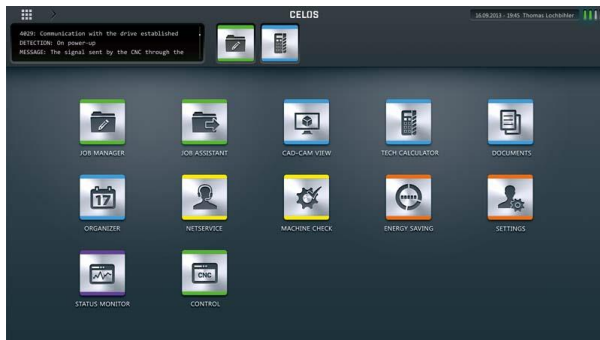 CELOS
16.09.2013 - 19:45 Thomas Lochbihler
4029: Communication with the drive established
DETECTION: On power-up
MESSAGE: The signal sent by the CNC through the
JOB MANAGER
JOB ASSISTANT
CAD-CAM VIEW
TECH CALCULATOR
DOCUMENTS
17
ORGANIZER
NETSERVICE
MACHINE CHECK
ENERGY SAVING
SETTINGS
CNC
STATUS MONITOR
CONTROL